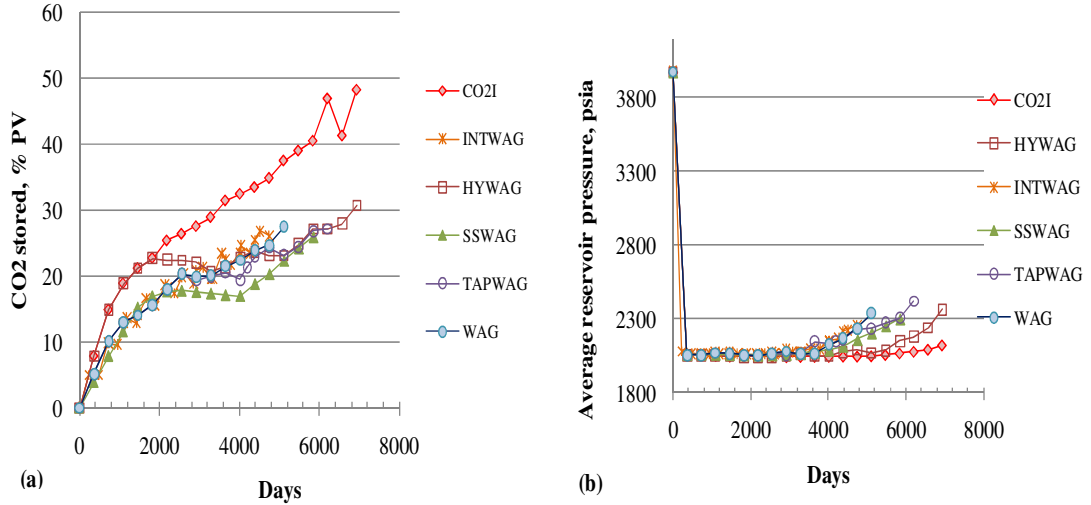 60
50
40
30
20
10
0
CO2 stored, % PV
0 2000 4000 6000 8000
Days
(a)
CO2I
INTWAG
HYWAG
SSWAG
TAPWAG
WAG
3800
3300
2800
2300
1800
Average reservoir pressure, psia
0 2000 4000 6000 8000
Days
(b)
CO2I
HYWAG
INTWAG
SSWAG
TAPWAG
WAG